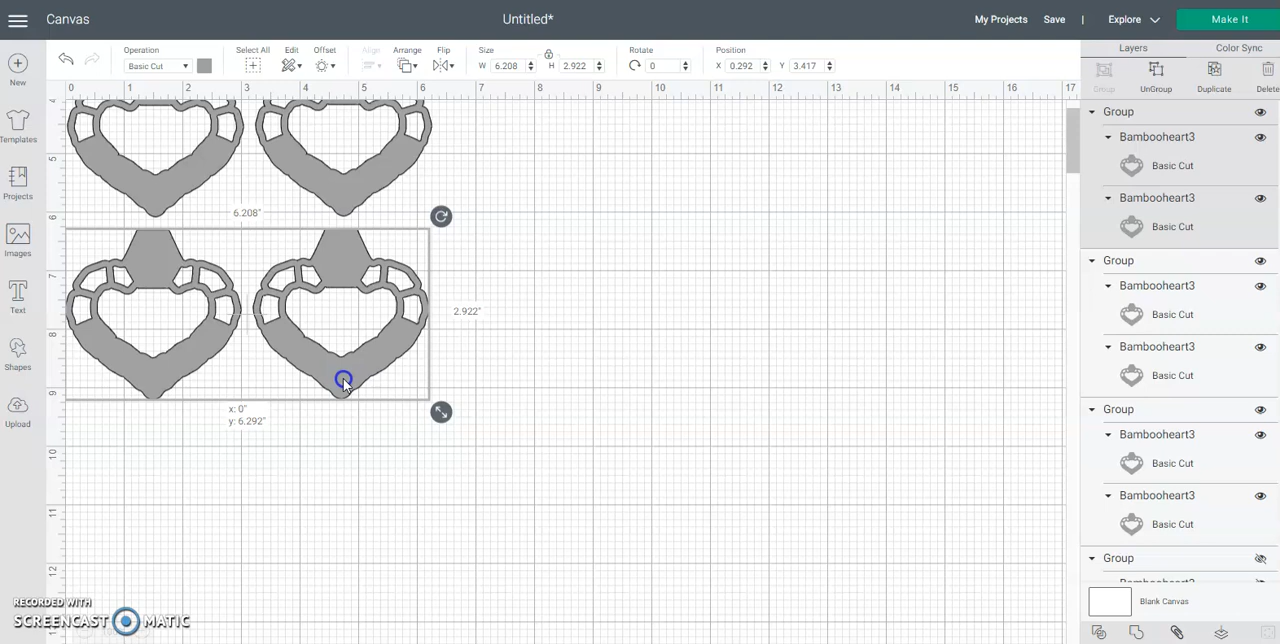 Canvas
Untitled*
My Projects Save | Explore Make It
Operation
Basic Cut
Select All Edit Offset Align Arrange Flip
Size
W 6.208 H 2.922
Rotate
0
Position
X 0.292 Y 3.417
Layers Color Sync
Group UnGroup Duplicate Delete
New
Templates
Projects
Images
Text
Shapes
Upload
0 1 2 3 4 5 6 7 8 9 10 11 12 13 14 15 16 17
4
5
6
7
8
9
10
11
12
6.208"
2.922"
x: 0"
y: 6.292"
Group
Bambooheart3
Basic Cut
Bambooheart3
Basic Cut
Group
Bambooheart3
Basic Cut
Bambooheart3
Basic Cut
Group
Bambooheart3
Basic Cut
Bambooheart3
Basic Cut
Group
Blank Canvas
RECORDED WITH
SCREENCAST MATIC